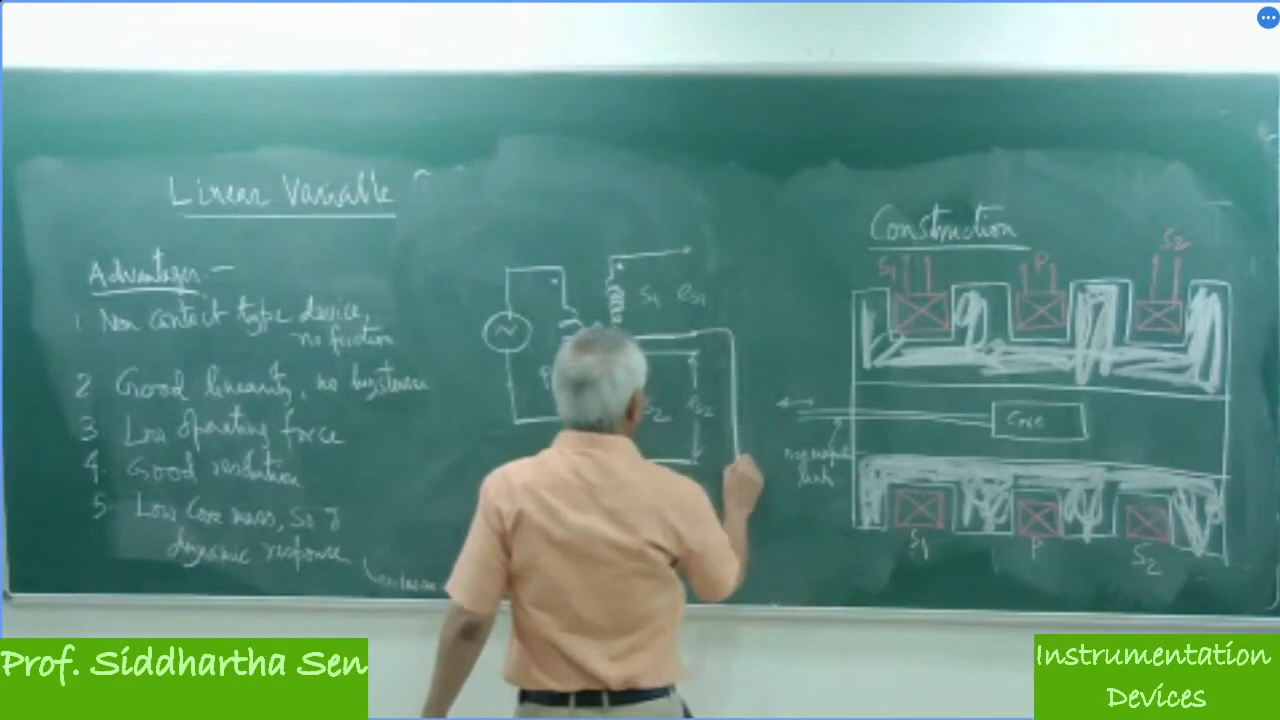 Linear Variable
Advantages:-
1 Non contact type device,
no friction
2 Good linearity, no hysteresis
3 Low operating force
4. Good resolution
5. Low Core mass, So
dynamic response
S1 es1
S2 es2
Construction
S1 P S2
Core
link
S1 P S2
Prof. Siddhartha Sen
Instrumentation
Devices